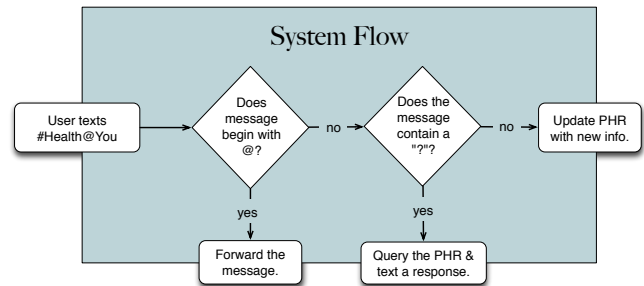 System Flow
User texts
#Health@You
Does
message
begin with
@?
no
Does the
message
contain a
"?"?
no
Update PHR
with new info.
yes
yes
Forward the
message.
Query the PHR &
text a response.